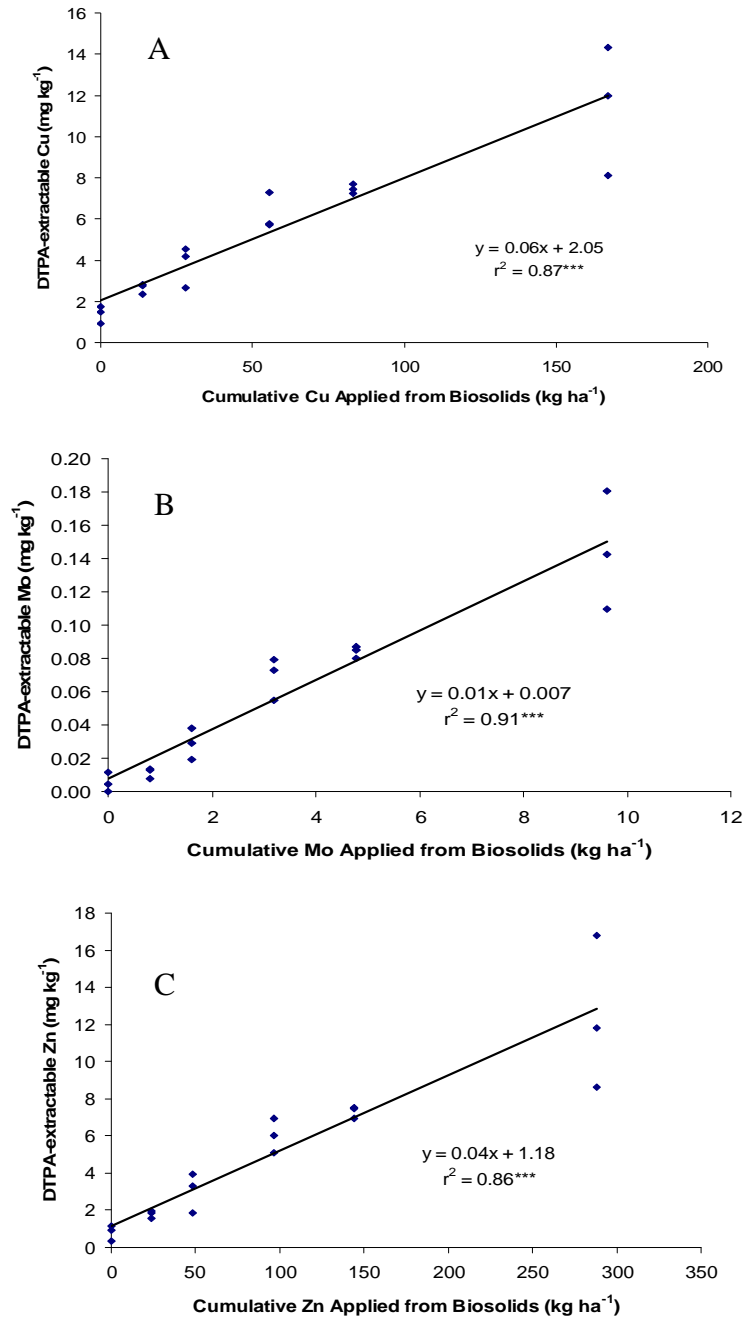 A
DTPA-extractable Cu (mg kg⁻¹)
16
14
12
10
8
6
4
2
0
y = 0.06x + 2.05
r² = 0.87***
0 50 100 150 200
Cumulative Cu Applied from Biosolids (kg ha⁻¹)
B
DTPA-extractable Mo (mg kg⁻¹)
0.20
0.18
0.16
0.14
0.12
0.10
0.08
0.06
0.04
0.02
0.00
y = 0.01x + 0.007
r² = 0.91***
0 2 4 6 8 10 12
Cumulative Mo Applied from Biosolids (kg ha⁻¹)
C
DTPA-extractable Zn (mg kg⁻¹)
18
16
14
12
10
8
6
4
2
0
y = 0.04x + 1.18
r² = 0.86***
0 50 100 150 200 250 300 350
Cumulative Zn Applied from Biosolids (kg ha⁻¹)